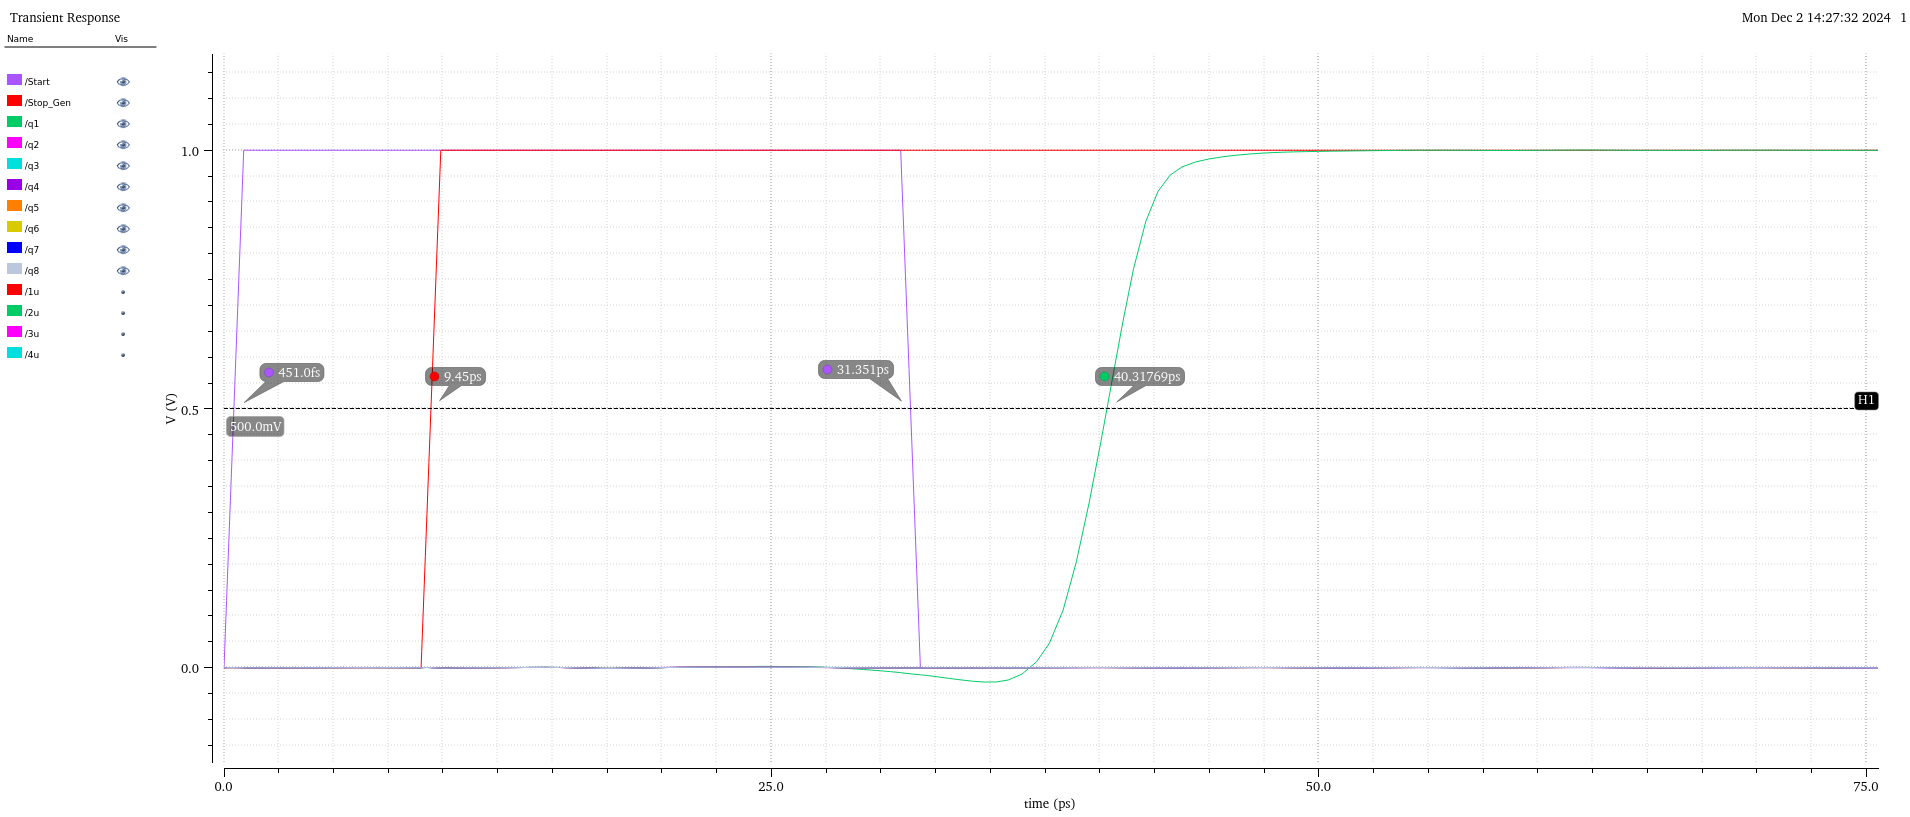 Transient Response
Mon Dec 2 14:27:32 2024 1
Name Vis
/Start
/Stop_Gen
/q1
/q2
/q3
/q4
/q5
/q6
/q7
/q8
/1u
/2u
/3u
/4u
V (V)
1.0
0.5
0.0
451.0fs
9.45ps
31.351ps
40.31769ps
500.0mV
H1
0.0 25.0 50.0 75.0
time (ps)